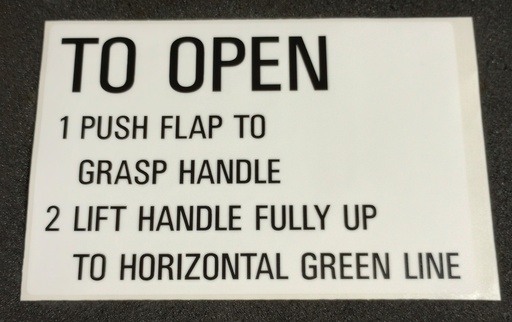 TO OPEN
1 PUSH FLAP TO
GRASP HANDLE
2 LIFT HANDLE FULLY UP
TO HORIZONTAL GREEN LINE